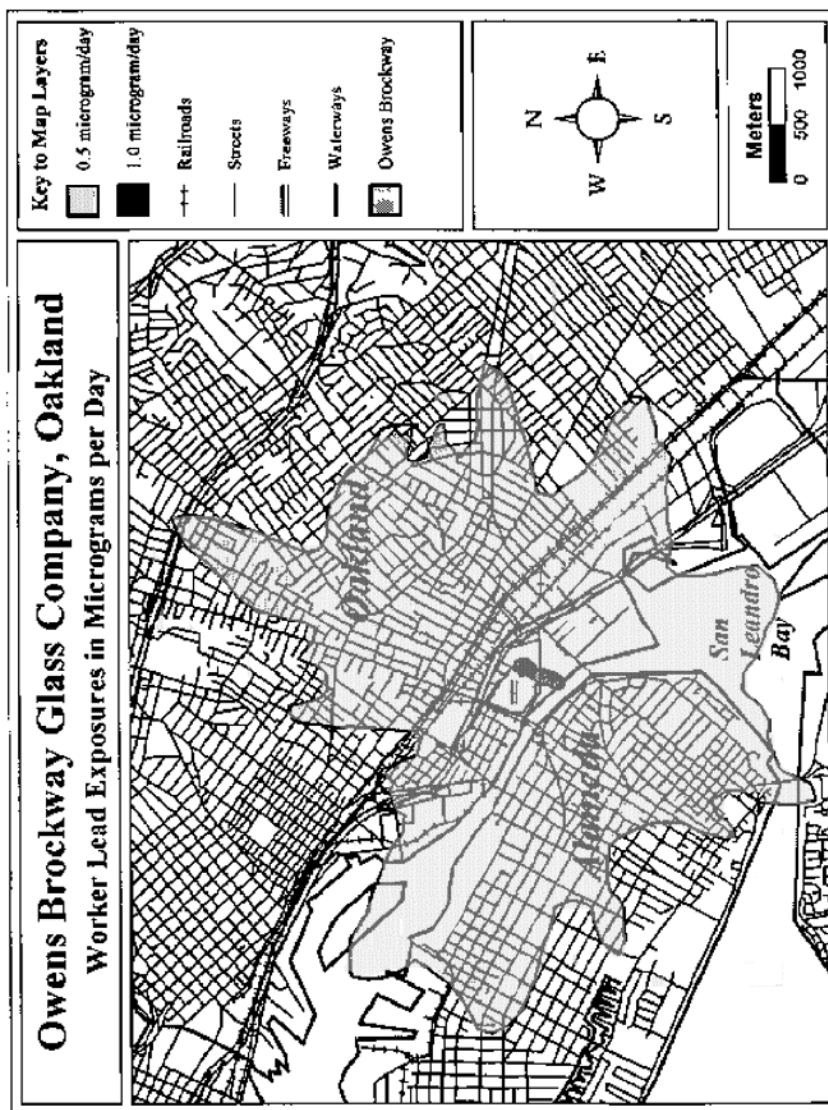 Owens Brockway Glass Company, Oakland
Worker Lead Exposures in Micrograms per Day
Key to Map Layers
0.5 microgram/day
1.0 microgram/day
Railroads
Streets
Freeways
Waterways
Owens Brockway
N
W E
S
Meters
0 500 1000
Oakland
Alameda
San
Leandro
Bay